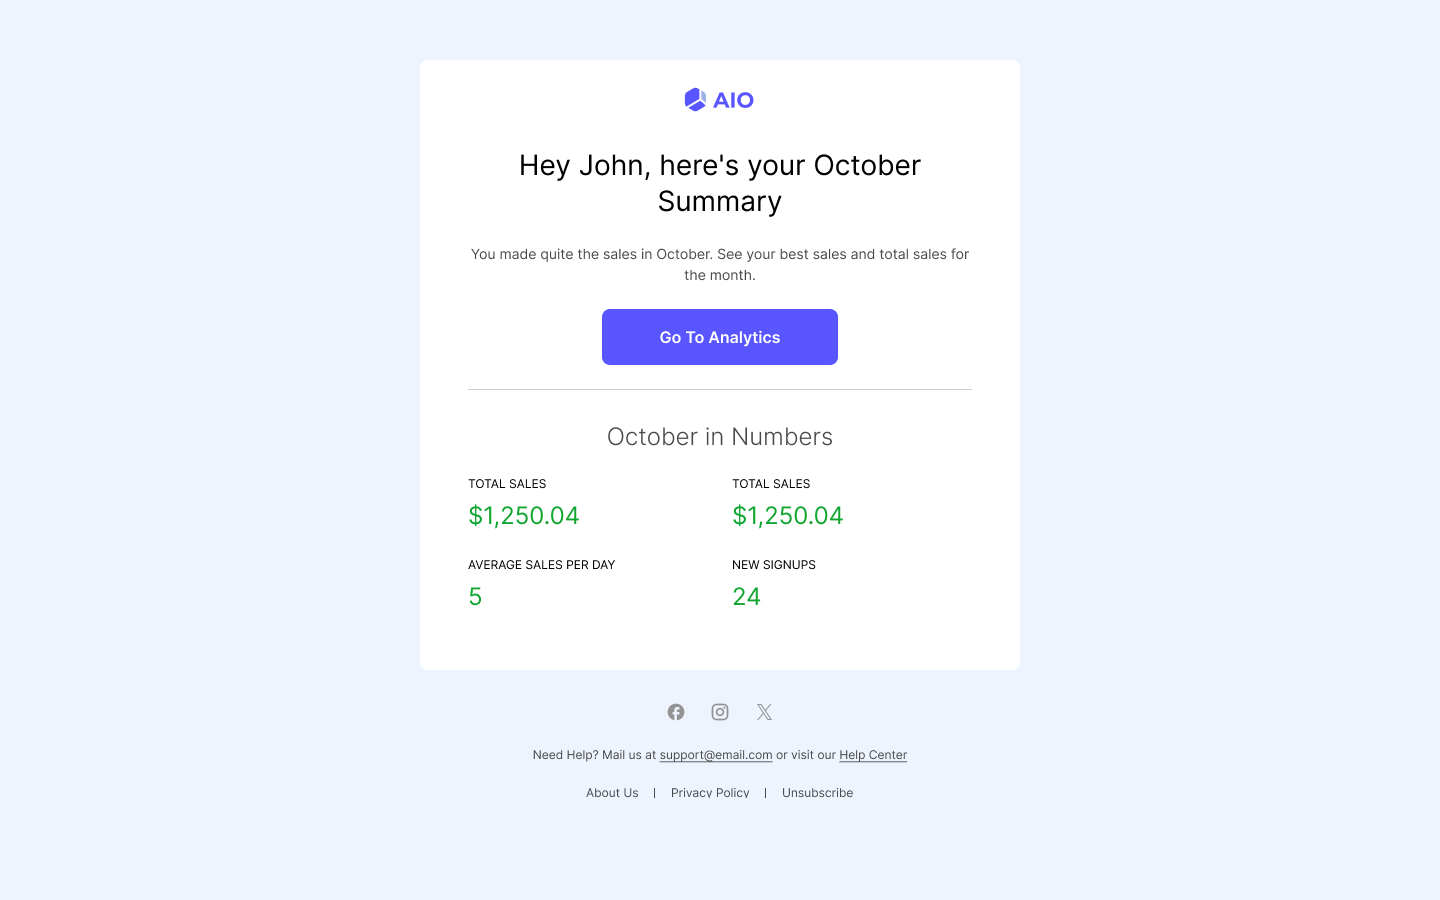 AIO
Hey John, here's your October
Summary
You made quite the sales in October. See your best sales and total sales for
the month.
Go To Analytics
October in Numbers
TOTAL SALES
$1,250.04
TOTAL SALES
$1,250.04
AVERAGE SALES PER DAY
5
NEW SIGNUPS
24
Need Help? Mail us at support@email.com or visit our Help Center
About Us | Privacy Policy | Unsubscribe